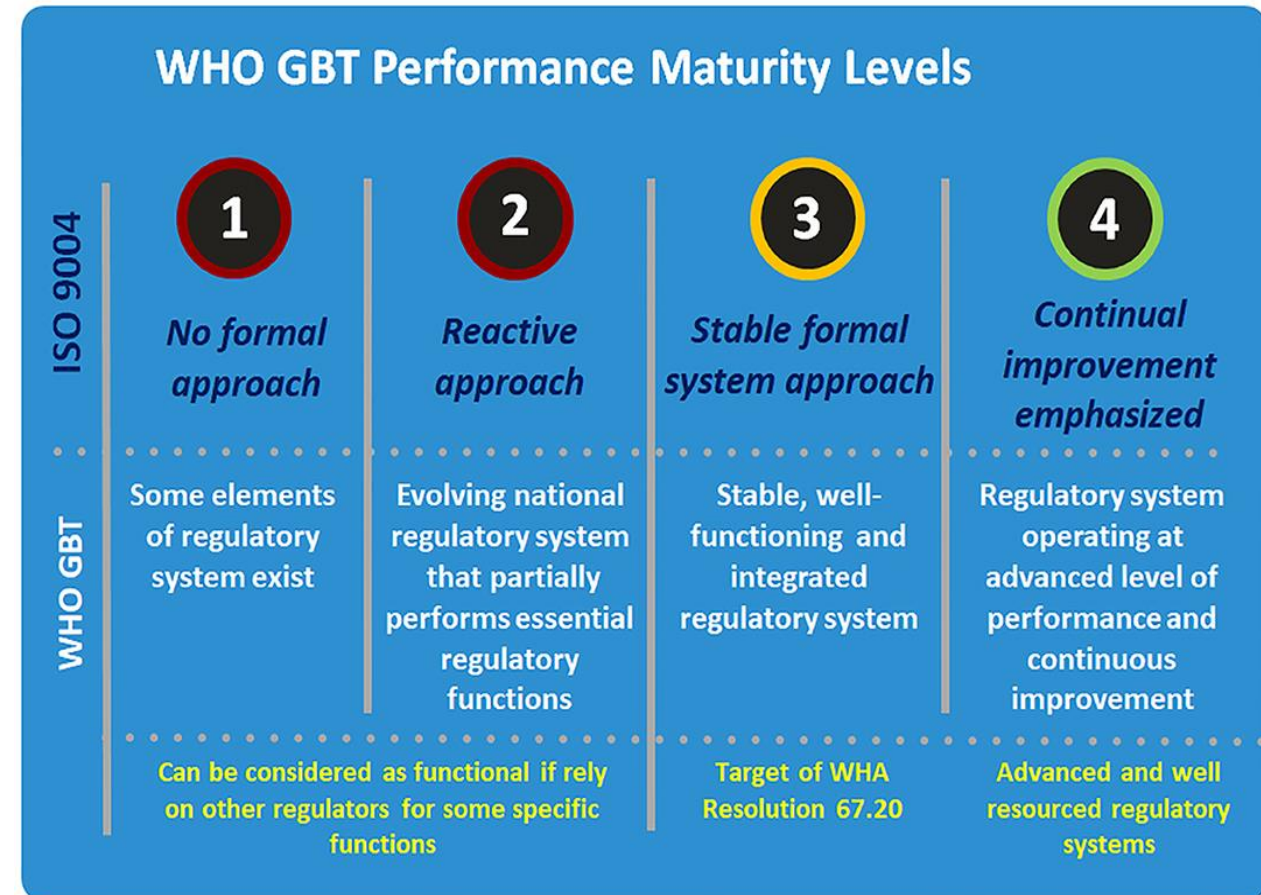 WHO GBT Performance Maturity Levels
ISO 9004
1
No formal
approach
2
Reactive
approach
3
Stable formal
system approach
4
Continual
improvement
emphasized
WHO GBT
Some elements
of regulatory
system exist
Evolving national
regulatory system
that partially
performs essential
regulatory
functions
Stable, well-
functioning and
integrated
regulatory system
Regulatory system
operating at
advanced level of
performance and
continuous
improvement
Can be considered as functional if rely
on other regulators for some specific
functions
Target of WHA
Resolution 67.20
Advanced and well
resourced regulatory
systems